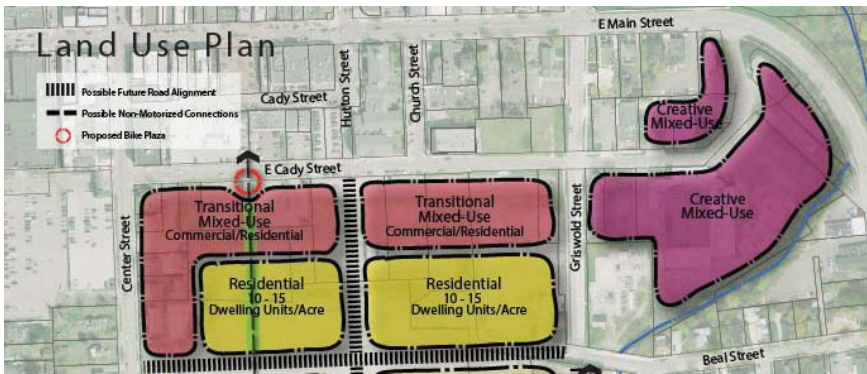 Land Use Plan
Possible Future Road Alignment
Possible Non-Motorized Connections
Proposed Bike Plaza
E Main Street
Cady Street
Hutton Street
Church Street
Creative
Mixed-Use
E Cady Street
Center Street
Transitional
Mixed-Use
Commercial/Residential
Transitional
Mixed-Use
Commercial/Residential
Griswold Street
Creative
Mixed-Use
Residential
10 - 15
Dwelling Units/Acre
Residential
10 - 15
Dwelling Units/Acre
Beal Street